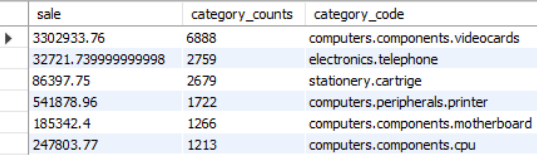 sale category_counts category_code
3302933.76 6888 computers.components.videocards
32721.739999999998 2759 electronics.telephone
86397.75 2679 stationery.cartrige
541878.96 1722 computers.peripherals.printer
185342.4 1266 computers.components.motherboard
247803.77 1213 computers.components.cpu